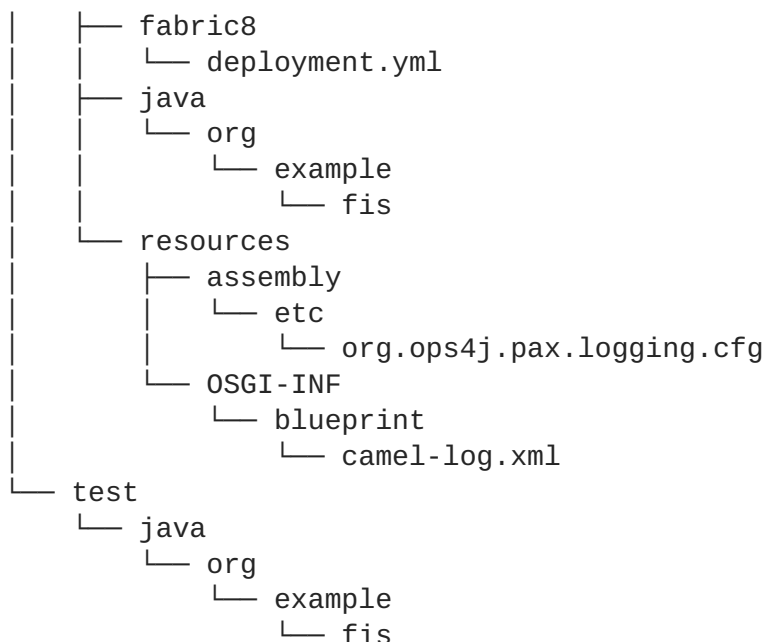 │   ├── fabric8
│   │   └── deployment.yml
│   ├── java
│   │   └── org
│   │       └── example
│   │           └── fis
│   └── resources
│       ├── assembly
│       │   └── etc
│       │       └── org.ops4j.pax.logging.cfg
│       └── OSGI-INF
│           └── blueprint
│               └── camel-log.xml
└── test
    └── java
        └── org
            └── example
                └── fis